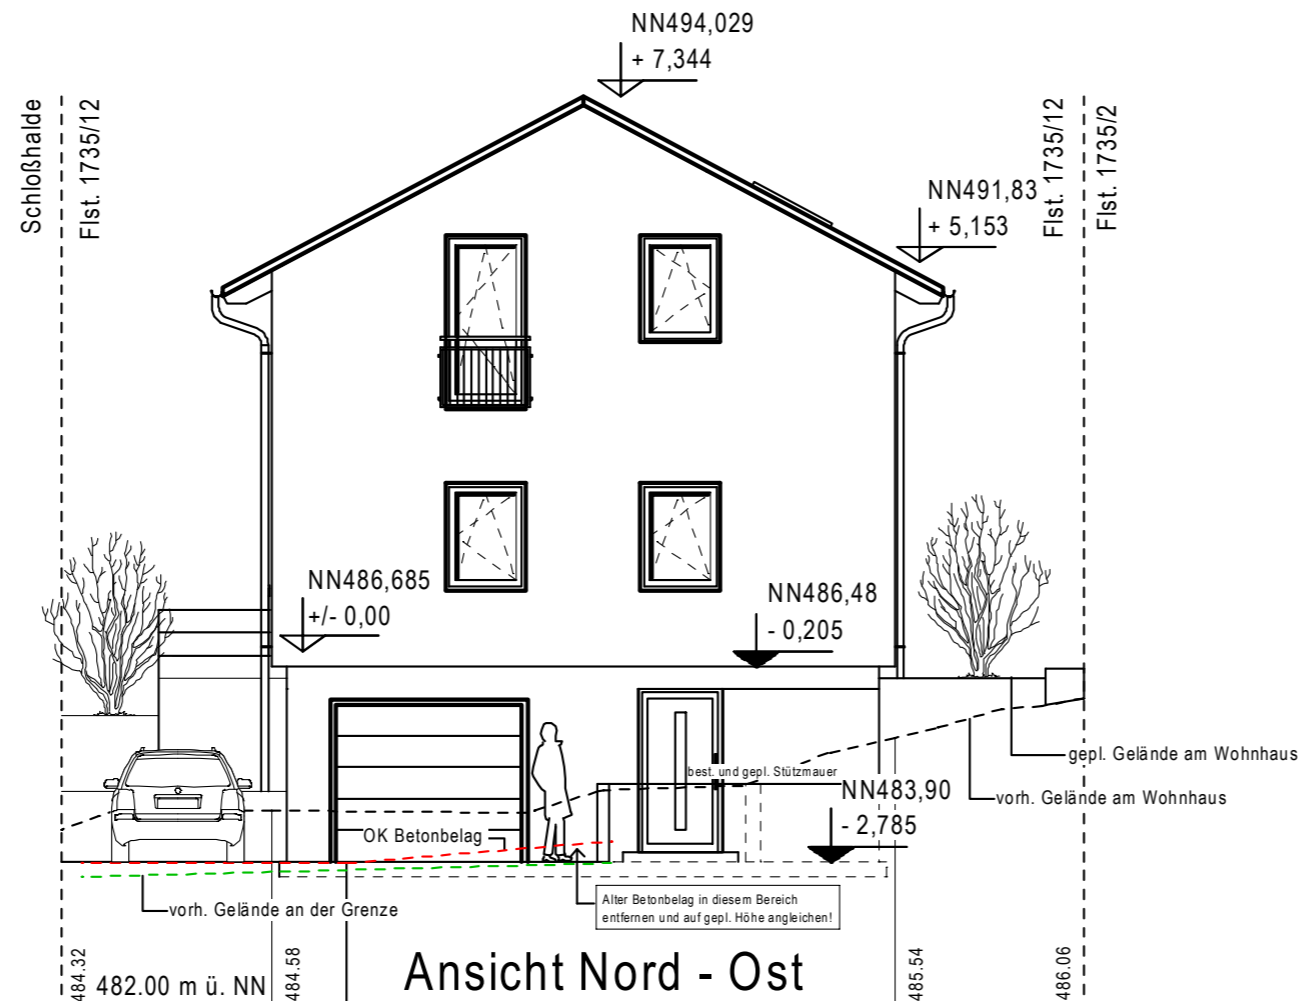 NN494,029
+ 7,344
Schloßhalde
Flst. 1735/12
Flst. 1735/12
Flst. 1735/2
NN491,83
+ 5,153
NN486,685
+/- 0,00
NN486,48
- 0,205
gepl. Gelände am Wohnhaus
best. und gepl. Stützmauer
NN483,90
vorh. Gelände am Wohnhaus
- 2,785
OK Betonbelag
Alter Betonbelag in diesem Bereich
entfernen und auf gepl. Höhe angleichen!
vorh. Gelände an der Grenze
484.32
482.00 m ü. NN
484.58
Ansicht Nord - Ost
485.54
486.06